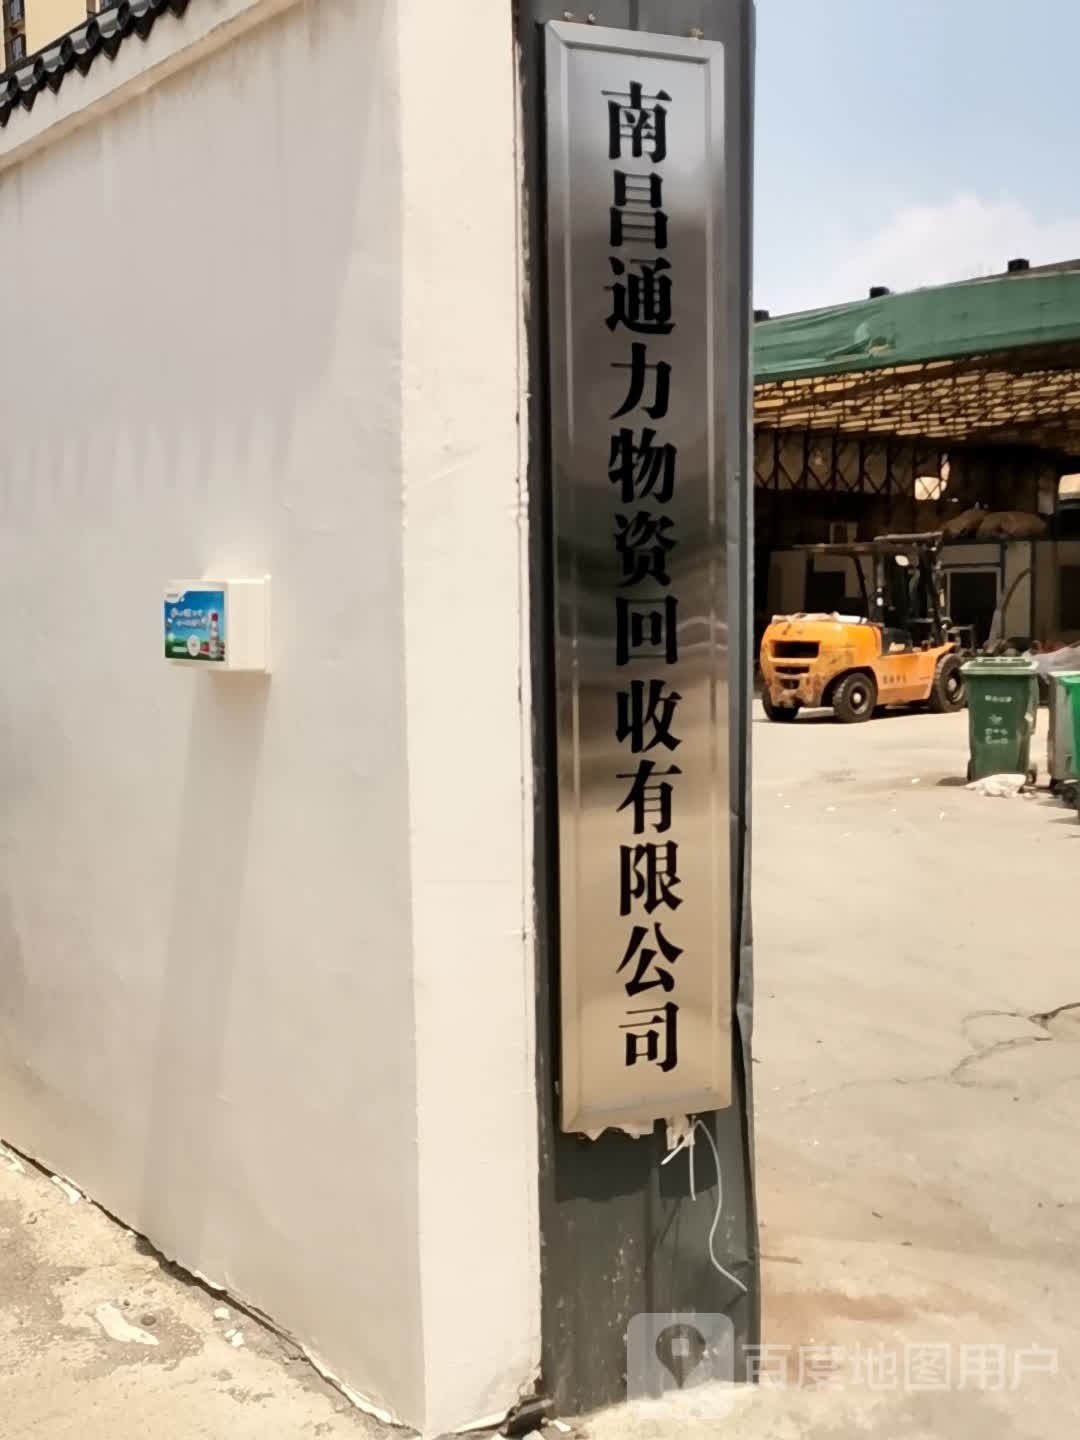 南昌通力物资回收有限公司
百度地图用户